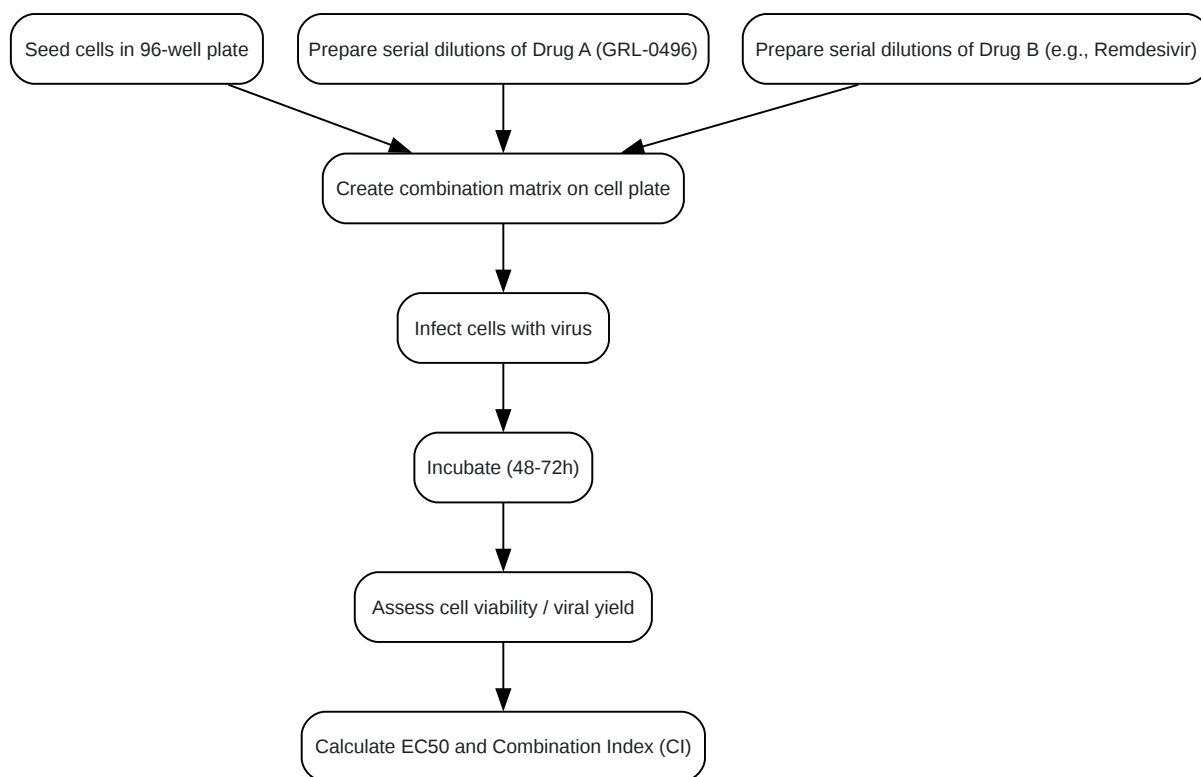 Seed cells in 96-well plate
Prepare serial dilutions of Drug A (GRL-0496)
Prepare serial dilutions of Drug B (e.g., Remdesivir)
Create combination matrix on cell plate
Infect cells with virus
Incubate (48-72h)
Assess cell viability / viral yield
Calculate EC50 and Combination Index (CI)